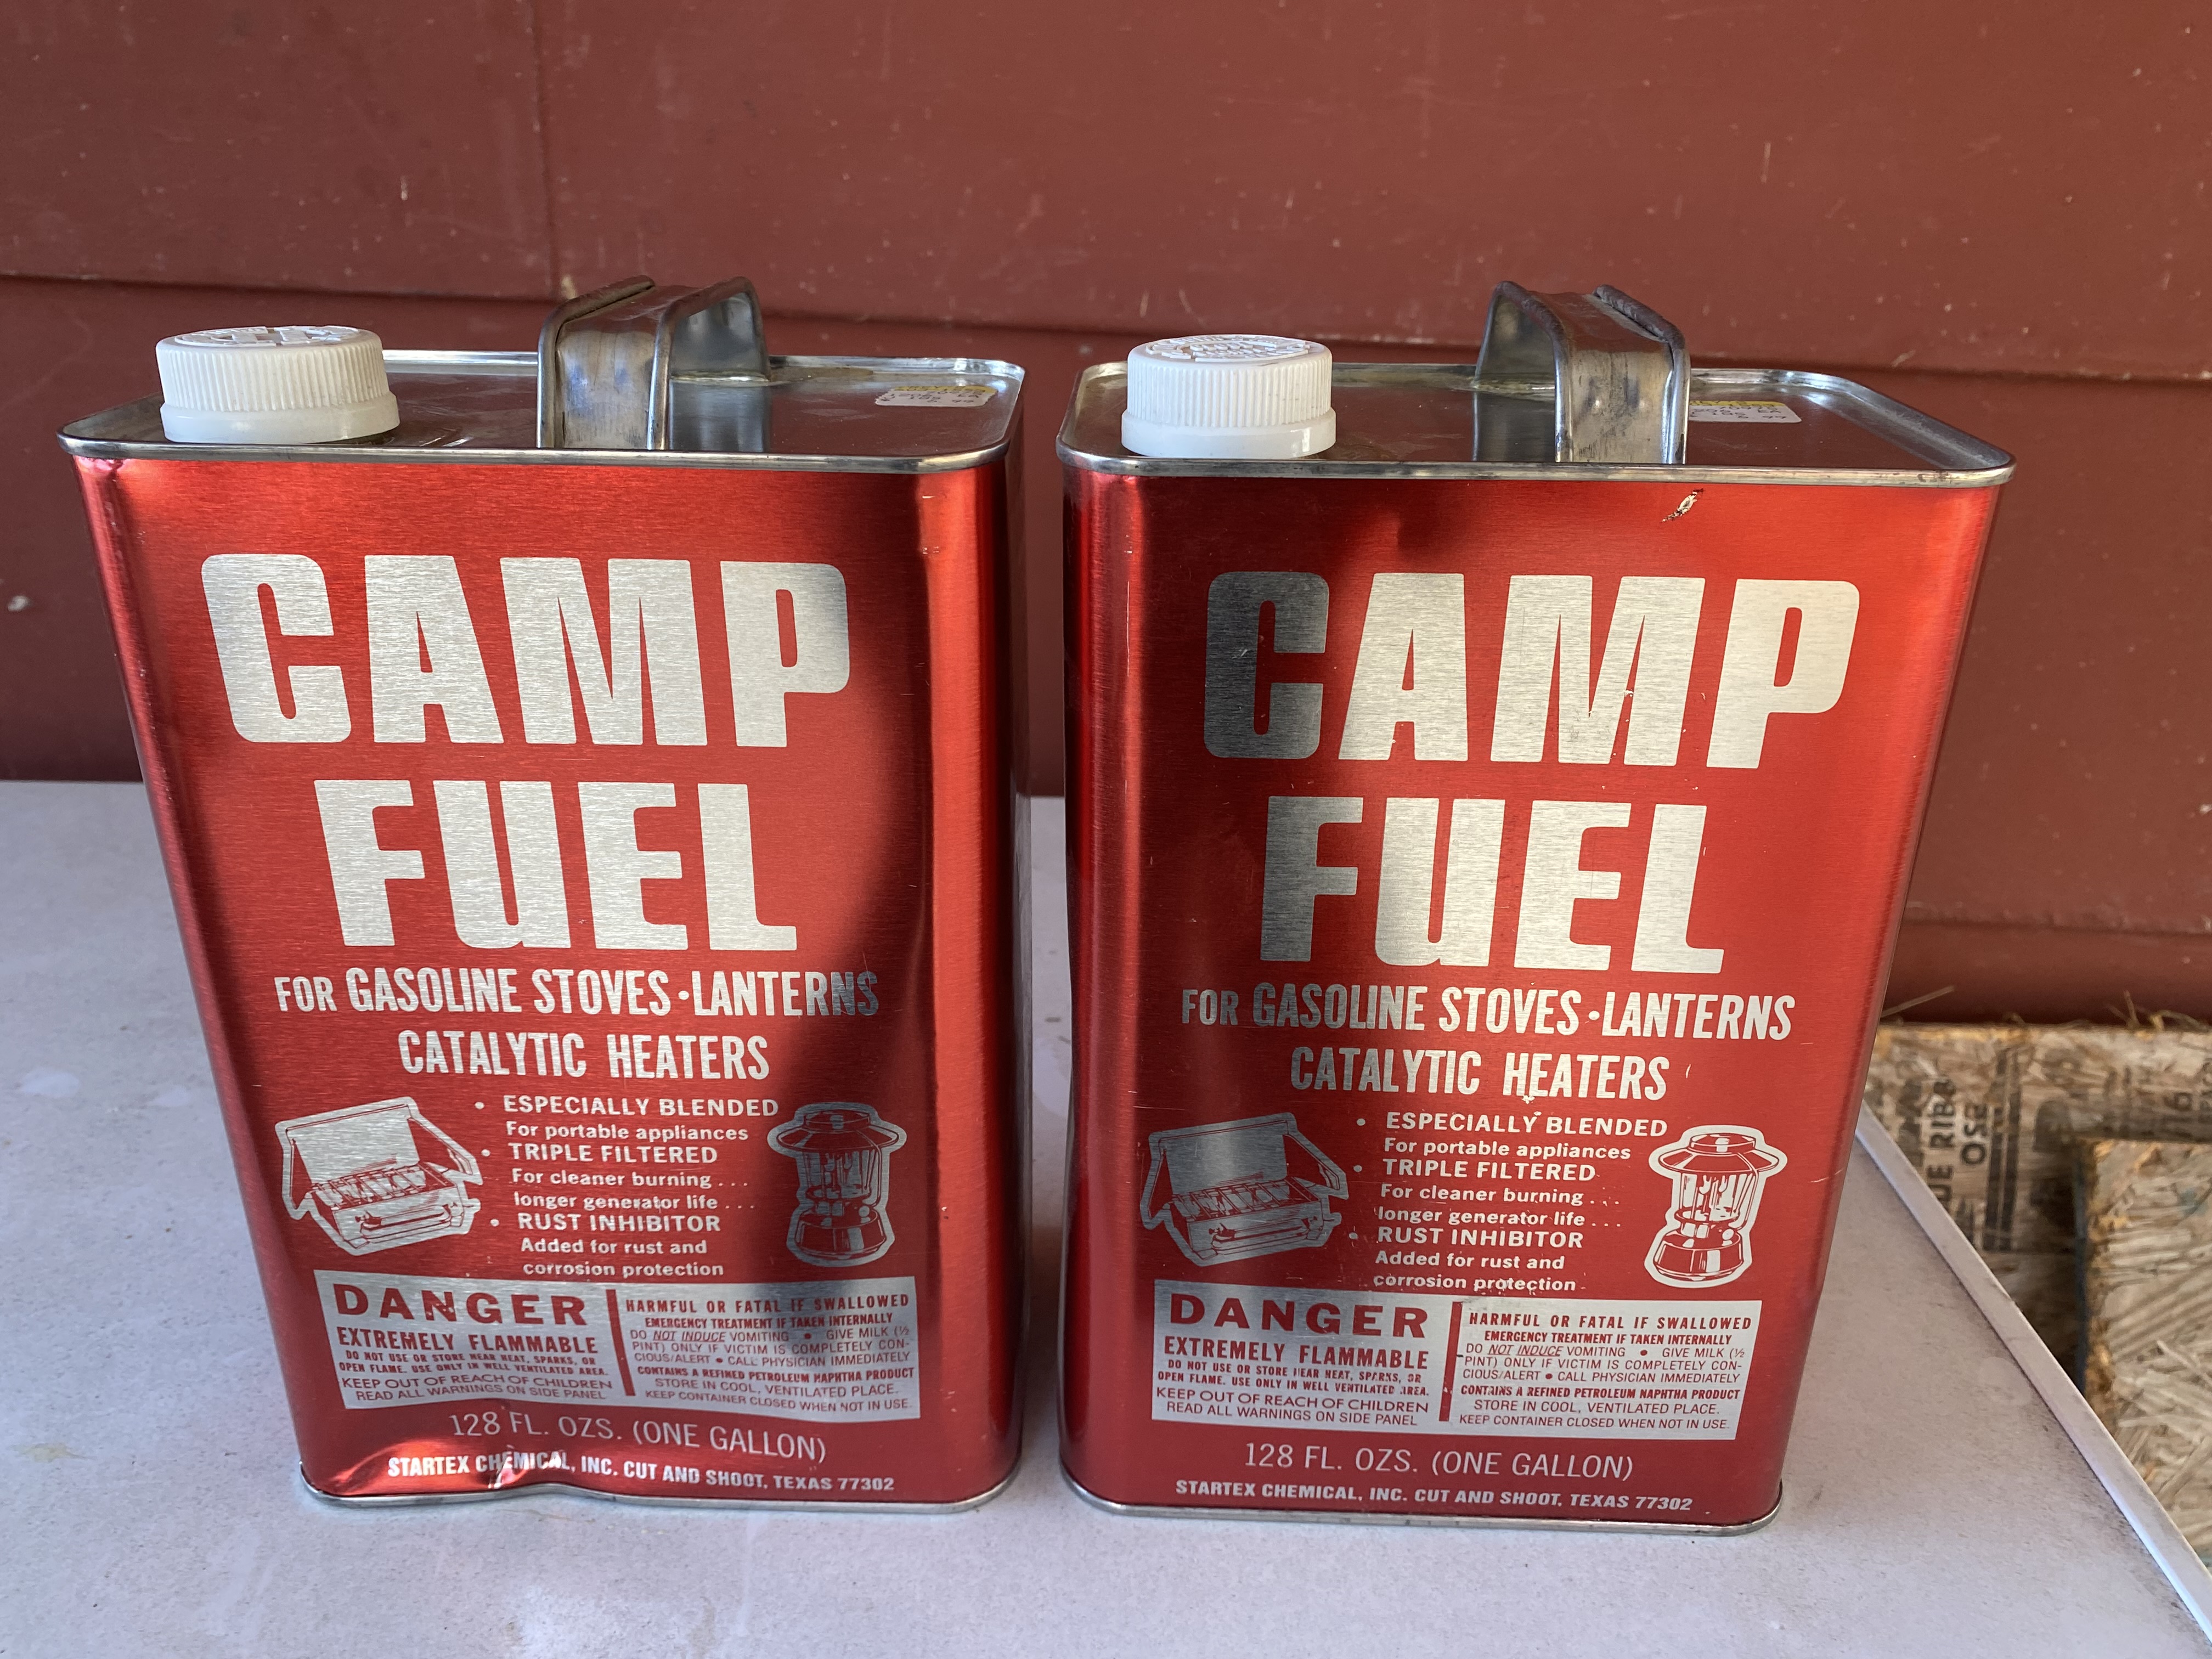 CAMP
FUEL
FOR GASOLINE STOVES • LANTERNS
CATALYTIC HEATERS
• ESPECIALLY BLENDED
For portable appliances
• TRIPLE FILTERED
For cleaner burning . . .
longer generator life . . .
• RUST INHIBITOR
Added for rust and
corrosion protection
DANGER
EXTREMELY FLAMMABLE
DO NOT USE OR STORE NEAR HEAT, SPARKS, OR
OPEN FLAME. USE ONLY IN WELL VENTILATED AREA.
KEEP OUT OF REACH OF CHILDREN
READ ALL WARNINGS ON SIDE PANEL
HARMFUL OR FATAL IF SWALLOWED
EMERGENCY TREATMENT IF TAKEN INTERNALLY
DO NOT INDUCE VOMITING • GIVE MILK (½
PINT) ONLY IF VICTIM IS COMPLETELY CON-
CIOUS/ALERT • CALL PHYSICIAN IMMEDIATELY
CONTAINS A REFINED PETROLEUM NAPHTHA PRODUCT
STORE IN COOL, VENTILATED PLACE.
KEEP CONTAINER CLOSED WHEN NOT IN USE.
128 FL. OZS. (ONE GALLON)
STARTEX CHEMICAL, INC. CUT AND SHOOT, TEXAS 77302
CAMP
FUEL
FOR GASOLINE STOVES • LANTERNS
CATALYTIC HEATERS
• ESPECIALLY BLENDED
For portable appliances
• TRIPLE FILTERED
For cleaner burning . . .
longer generator life . . .
• RUST INHIBITOR
Added for rust and
corrosion protection
DANGER
EXTREMELY FLAMMABLE
DO NOT USE OR STORE NEAR HEAT, SPARKS, OR
OPEN FLAME. USE ONLY IN WELL VENTILATED AREA.
KEEP OUT OF REACH OF CHILDREN
READ ALL WARNINGS ON SIDE PANEL
HARMFUL OR FATAL IF SWALLOWED
EMERGENCY TREATMENT IF TAKEN INTERNALLY
DO NOT INDUCE VOMITING • GIVE MILK (½
PINT) ONLY IF VICTIM IS COMPLETELY CON-
CIOUS/ALERT • CALL PHYSICIAN IMMEDIATELY
CONTAINS A REFINED PETROLEUM NAPHTHA PRODUCT
STORE IN COOL, VENTILATED PLACE.
KEEP CONTAINER CLOSED WHEN NOT IN USE.
128 FL. OZS. (ONE GALLON)
STARTEX CHEMICAL, INC. CUT AND SHOOT, TEXAS 77302